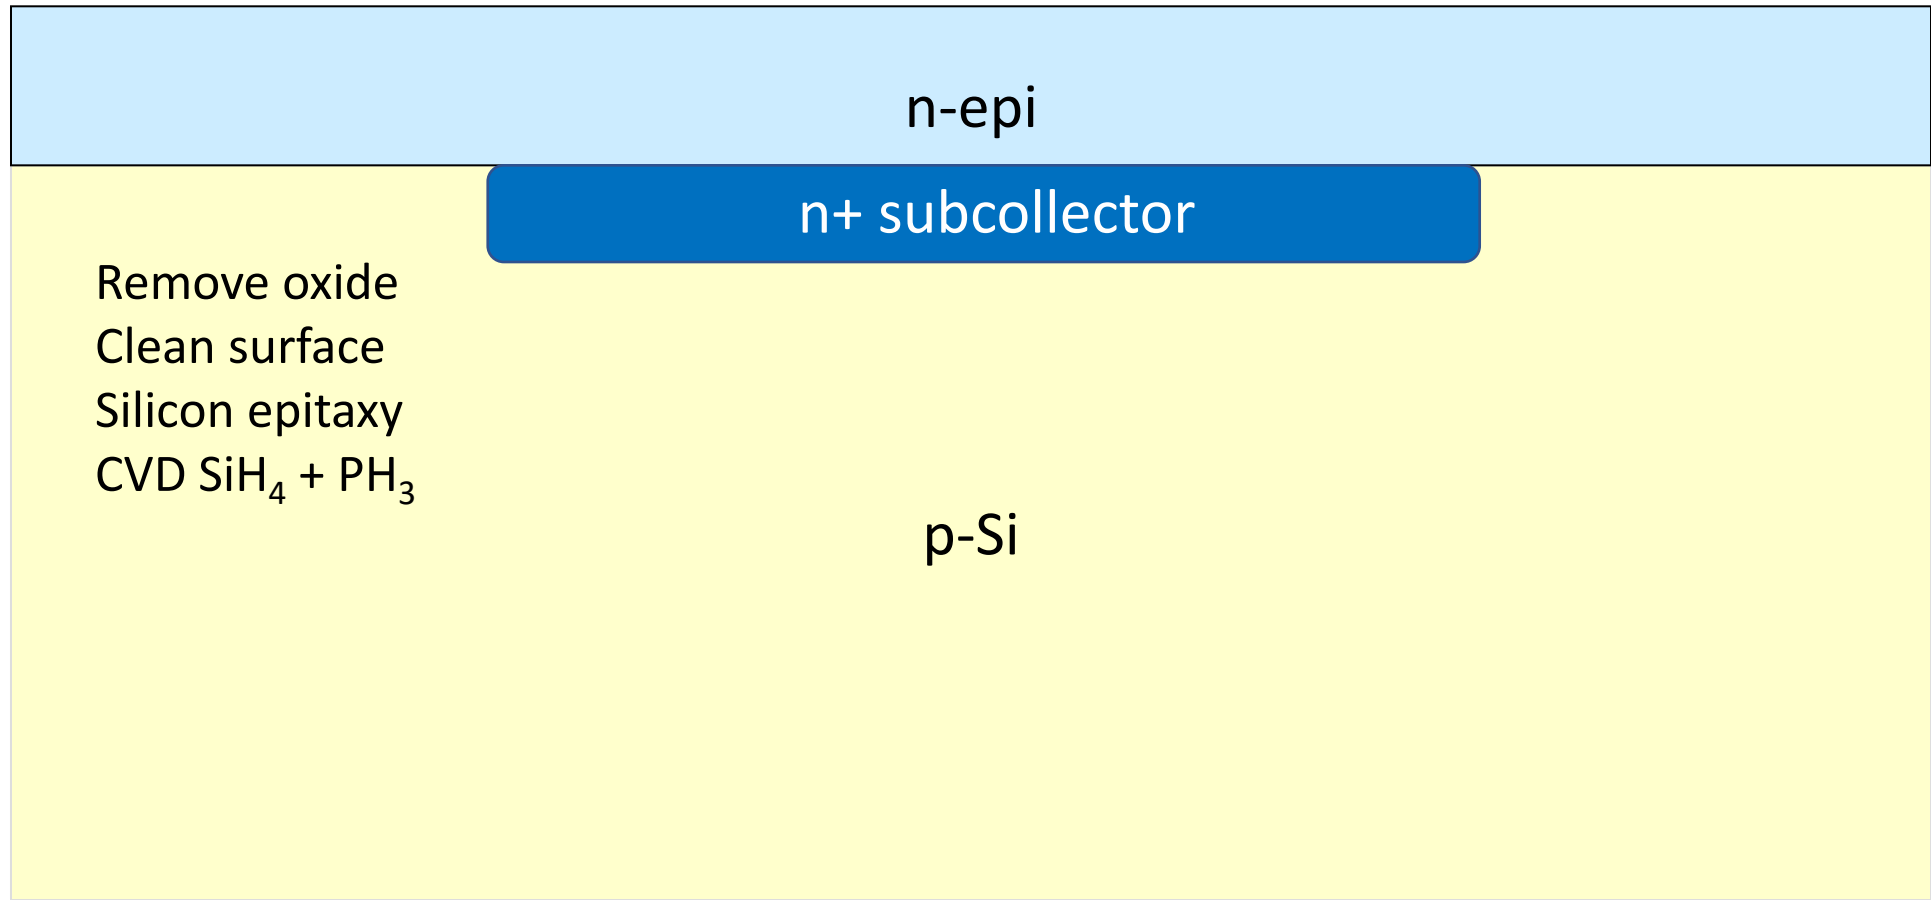 n-epi
n+ subcollector
Remove oxide
Clean surface
Silicon epitaxy
CVD SiH₄ + PH₃
p-Si